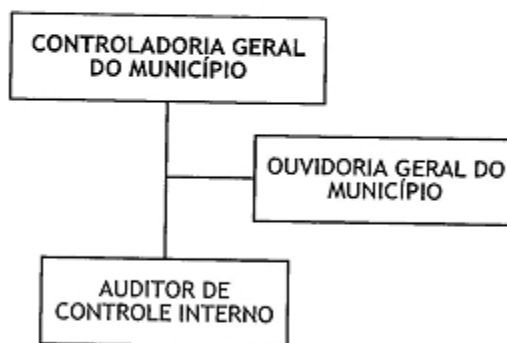 CONTROLADORIA GERAL
DO MUNICÍPIO
OUVIDORIA GERAL DO
MUNICÍPIO
AUDITOR DE
CONTROLE INTERNO